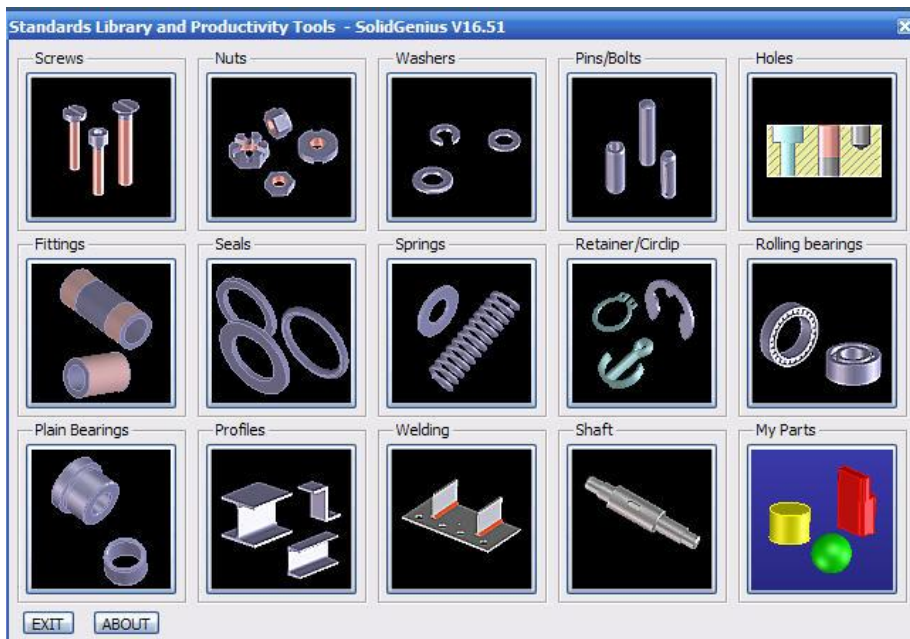 Standards Library and Productivity Tools - SolidGenius V16.51
Screws
Nuts
Washers
Pins/Bolts
Holes
Fittings
Seals
Springs
Retainer/Circlip
Rolling bearings
Plain Bearings
Profiles
Welding
Shaft
My Parts
EXIT
ABOUT